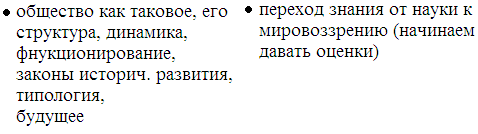 • общество как таковое, его
структура, динамика,
фнукционирование,
законы историч. развития,
типология,
будущее
• переход знания от науки к
мировоззрению (начинаем
давать оценки)